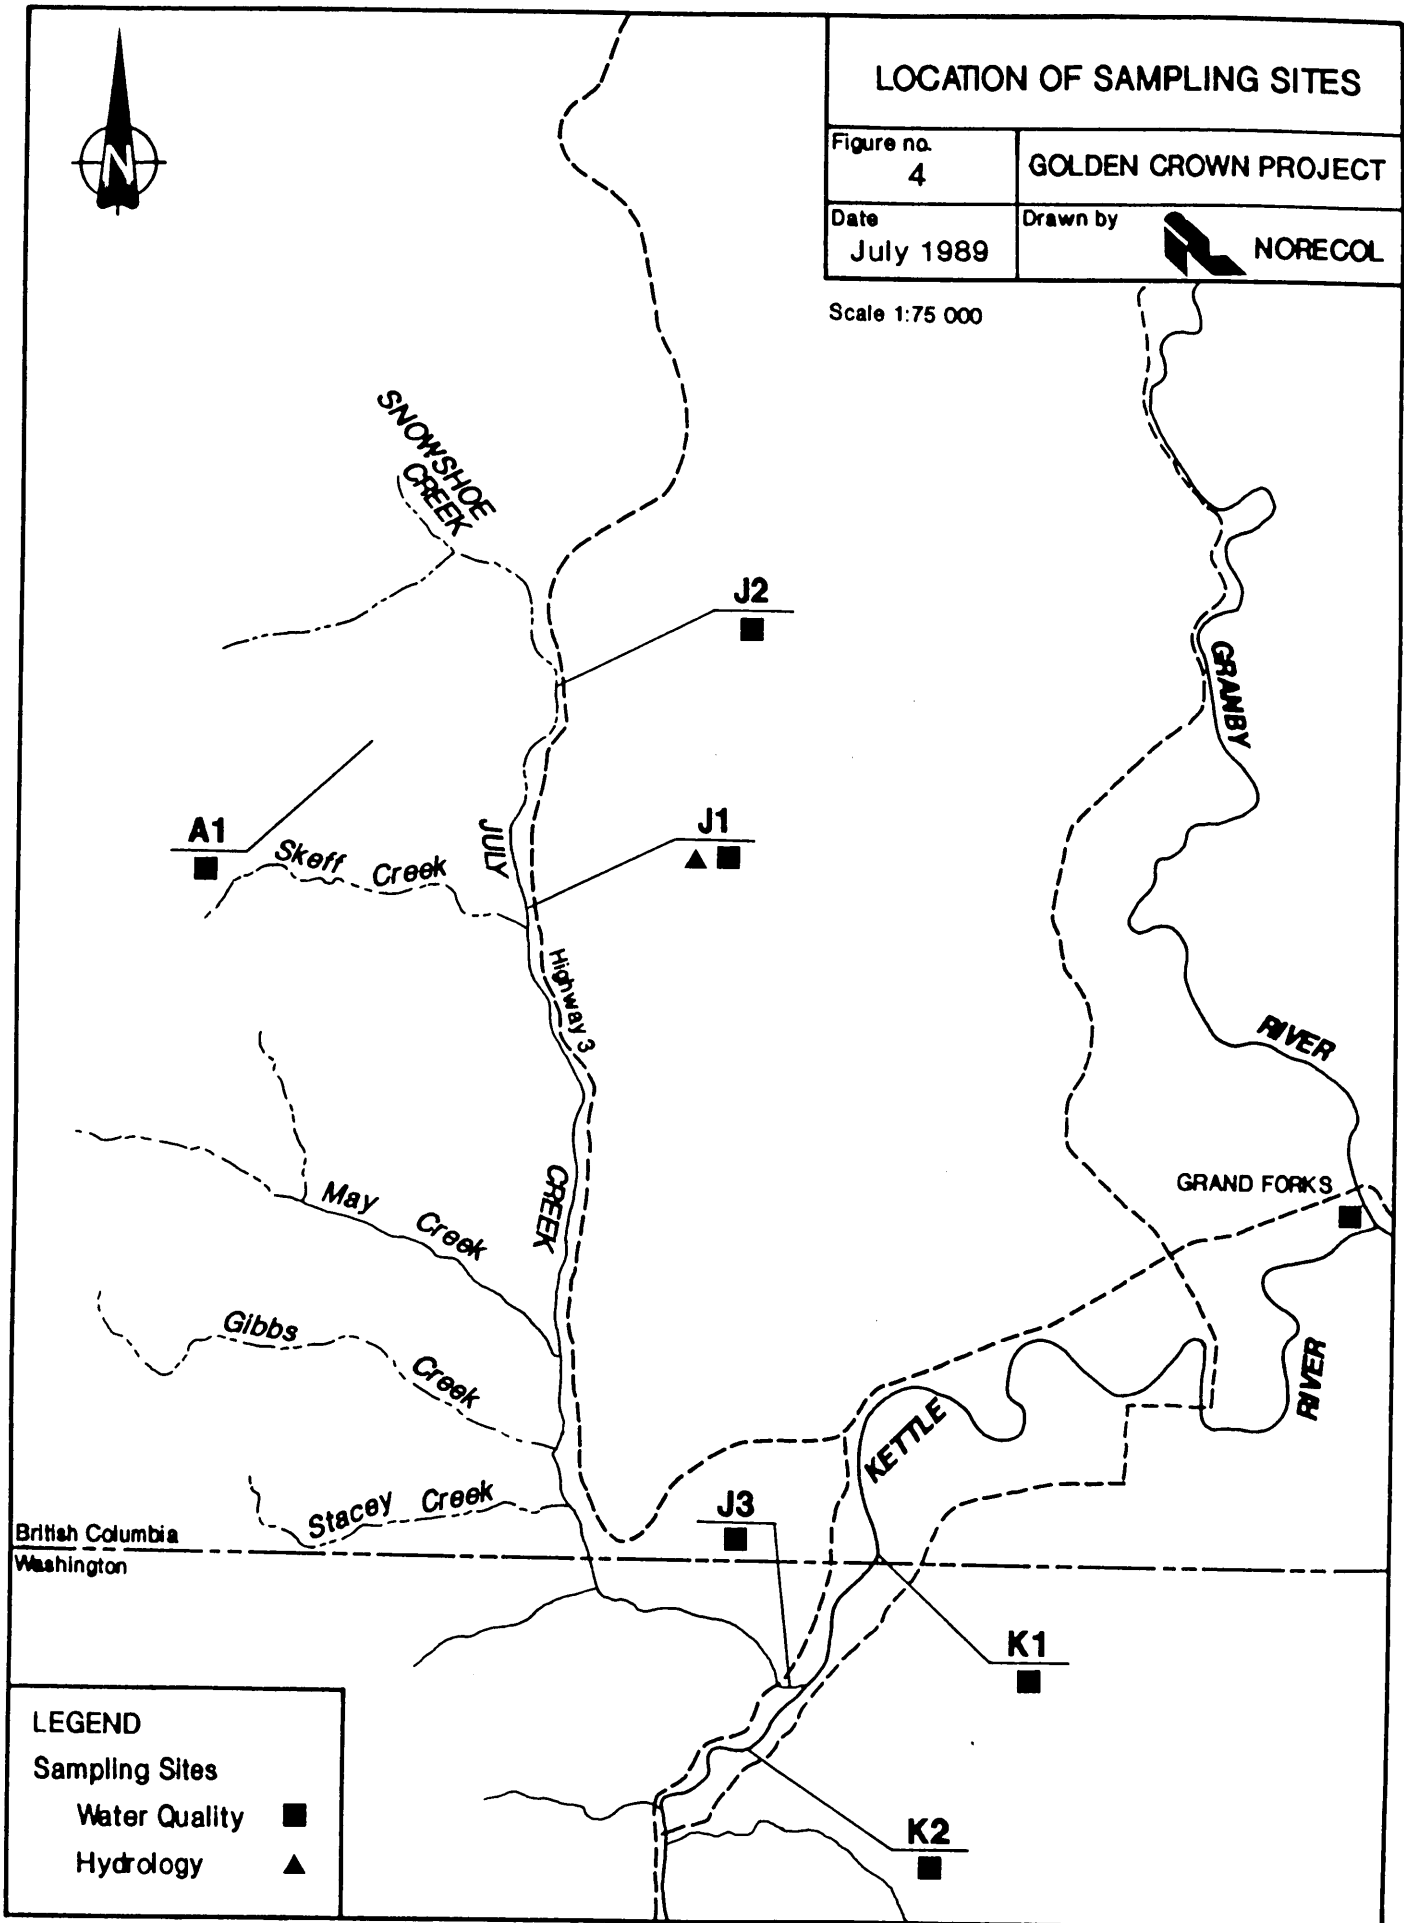 LOCATION OF SAMPLING SITES
Figure no.
4
GOLDEN CROWN PROJECT
Date
July 1989
Drawn by
NORECOL
Scale 1:75 000
N
SNOWSHOE
CREEK
J2
GRANBY
A1
J1
JULY
Skeff Creek
Highway 3
RIVER
CREEK
GRAND FORKS
May Creek
Gibbs
Creek
RIVER
KETTLE
Stacey Creek
J3
British Columbia
Washington
K1
K2
LEGEND
Sampling Sites
Water Quality
Hydrology